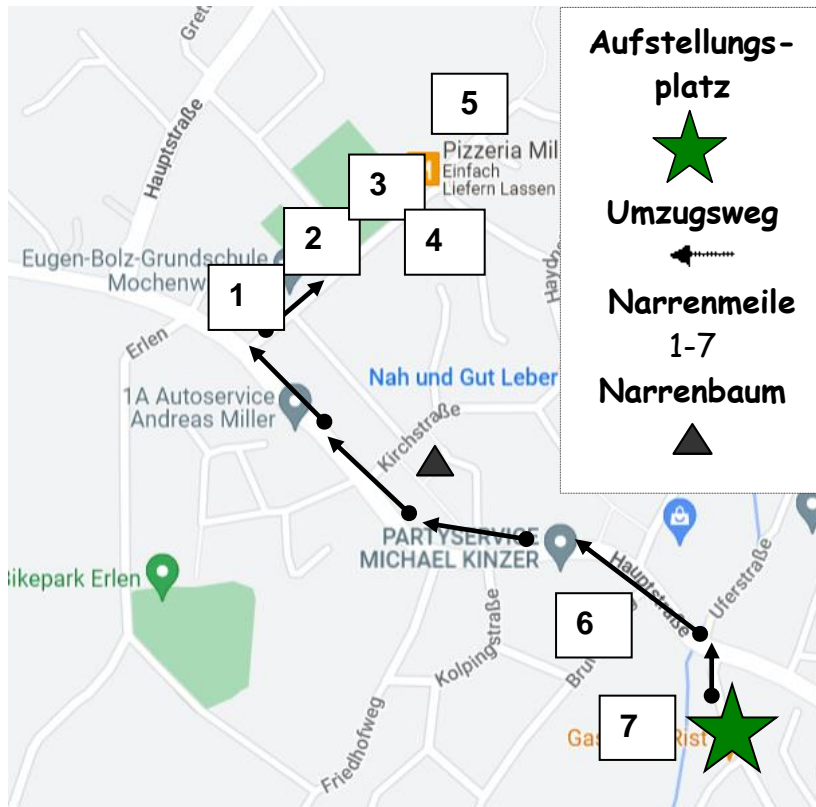 Aufstellungs-
platz
Umzugsweg
Narrenmeile
1-7
Narrenbaum
Hauptstraße
5
Pizzeria Mil
Einfach
Liefern Lassen
3
2
4
Eugen-Bolz-Grundschule
Mochenw
1
Erlen
Nah und Gut Leber
1A Autoservice
Andreas Miller
Kirchstraße
PARTYSERVICE
MICHAEL KINZER
Bikepark Erlen
Hauptstraße
Uferstraße
6
Kolpingstraße
Friedhofweg
7
Rist